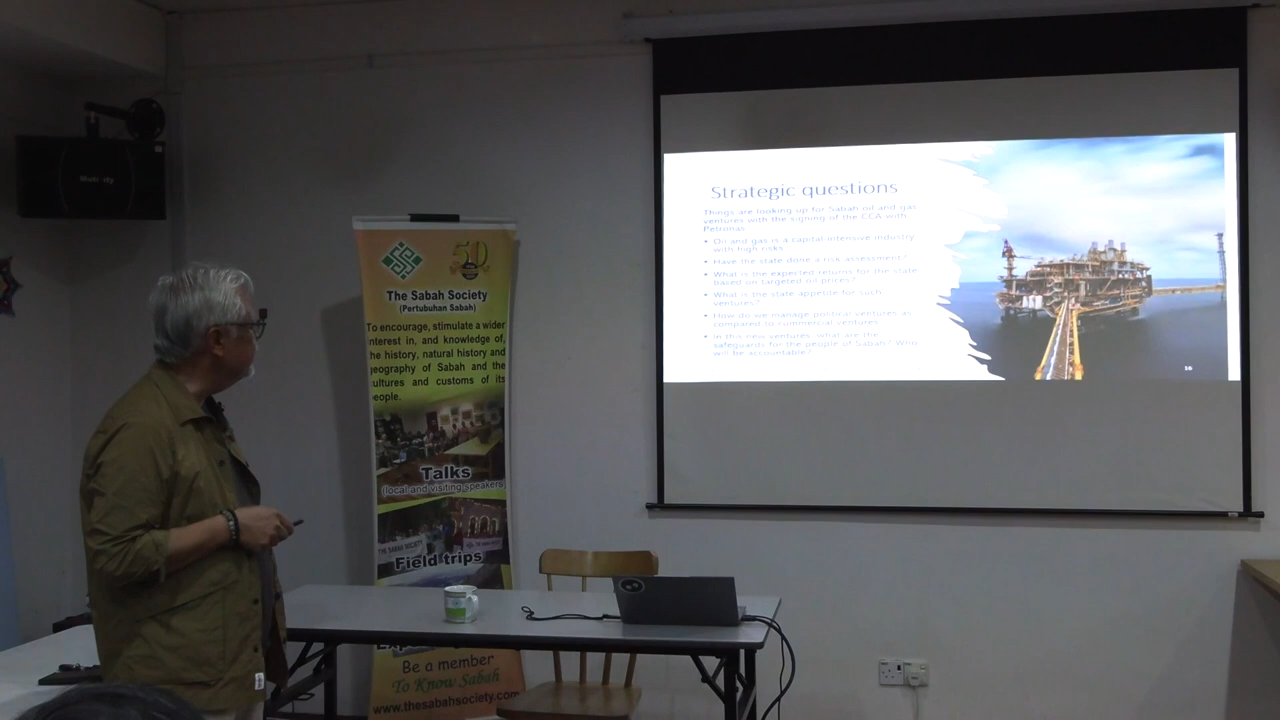 The Sabah Society
(Pertubuhan Sabah)
To encourage, stimulate a wider
interest in, and knowledge of,
the history, natural history and
geography of Sabah and the
cultures and customs of its
people.
Talks
(local and visiting speakers)
THE SABAH SOCIETY
Field trips
Be a member
To Know Sabah
www.thesabahsociety.com
50
Strategic questions
Things are looking up for Sabah oil and gas
ventures with the signing of the CCA with
Petronas
• Oil and gas is a capital-intensive industry
with high risks
• Have the state done a risk assessment?
• What is the expected returns for the state
based on targeted oil prices?
• What is the state appetite for such
ventures?
• How do we manage political ventures as
compared to commercial ventures
• In this new ventures, what are the
safeguards for the people of Sabah? Who
will be accountable?
16